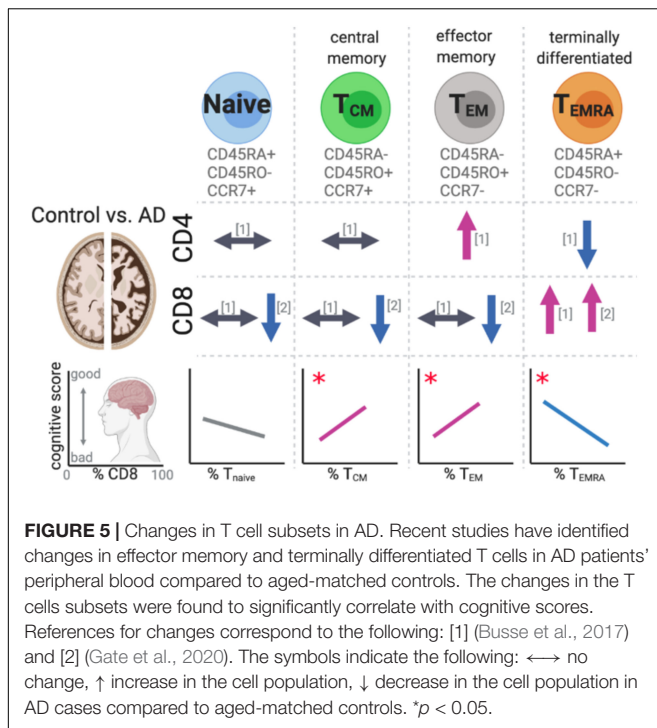 central memory
effector memory
terminally differentiated
Naive
TCM
TEM
TEMRA
CD45RA+
CD45RO-
CCR7+
CD45RA-
CD45RO+
CCR7+
CD45RA-
CD45RO+
CCR7-
CD45RA+
CD45RO-
CCR7-
Control vs. AD
CD4
[1]
[1]
[1]
[1]
CD8
[1]
[2]
[1]
[2]
[1]
[2]
[1]
[2]
cognitive score
good
bad
0
% CD8
100
% Tnaive
*
% TCM
*
% TEM
*
% TEMRA
FIGURE 5 | Changes in T cell subsets in AD. Recent studies have identified
changes in effector memory and terminally differentiated T cells in AD patients'
peripheral blood compared to aged-matched controls. The changes in the T
cells subsets were found to significantly correlate with cognitive scores.
References for changes correspond to the following: [1] (Busse et al., 2017)
and [2] (Gate et al., 2020). The symbols indicate the following: ⟷ no
change, ↑ increase in the cell population, ↓ decrease in the cell population in
AD cases compared to aged-matched controls. *p < 0.05.